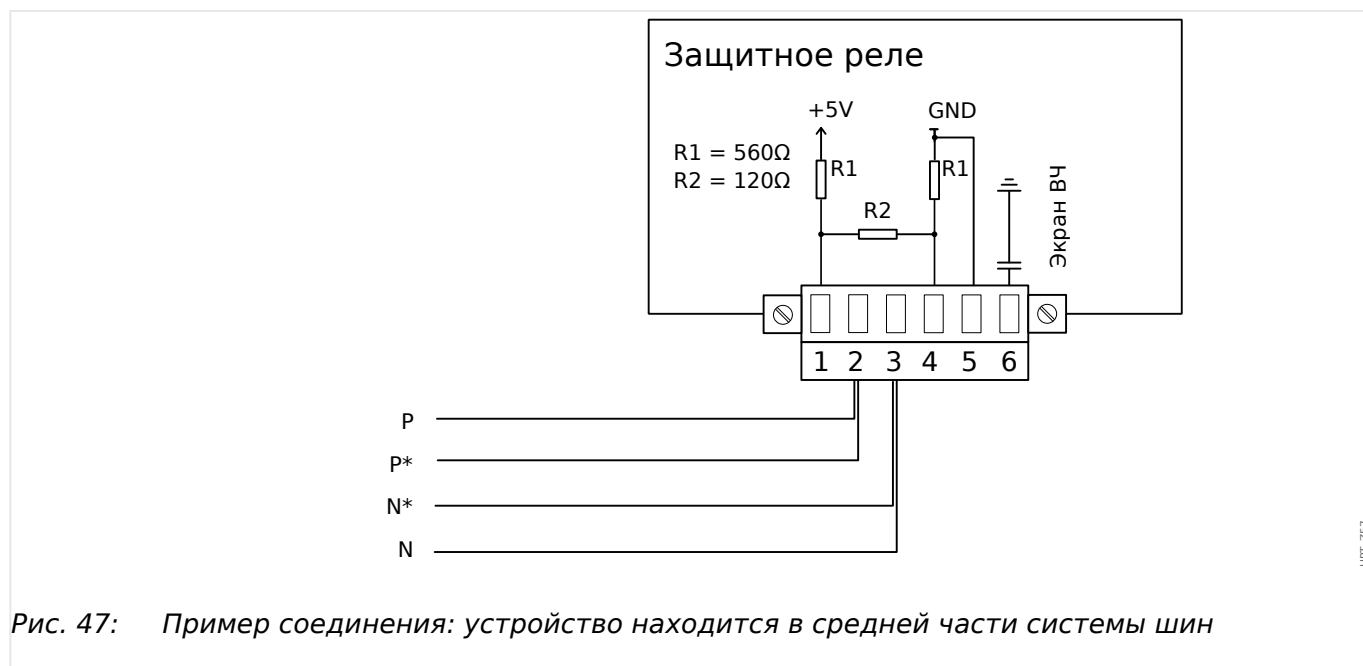 Защитное реле
+5V
GND
R1 = 560Ω
R2 = 120Ω
R1
R1
R2
Экран ВЧ
1 2 3 4 5 6
P
P*
N*
N
Рис. 47: Пример соединения: устройство находится в средней части системы шин